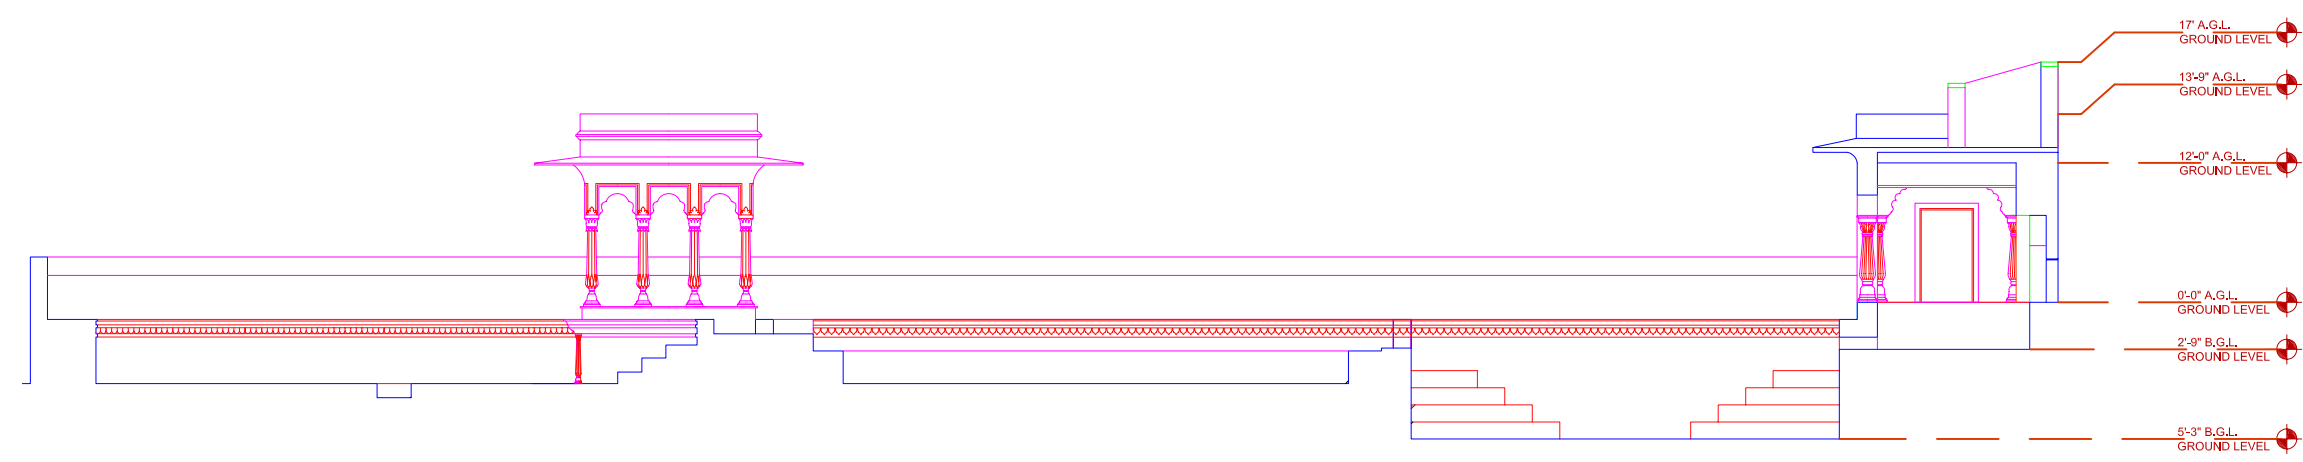 17' A.G.L.
GROUND LEVEL
13'-9" A.G.L.
GROUND LEVEL
12'-0" A.G.L.
GROUND LEVEL
0'-0" A.G.L.
GROUND LEVEL
2'-9" B.G.L.
GROUND LEVEL
5'-3" B.G.L.
GROUND LEVEL